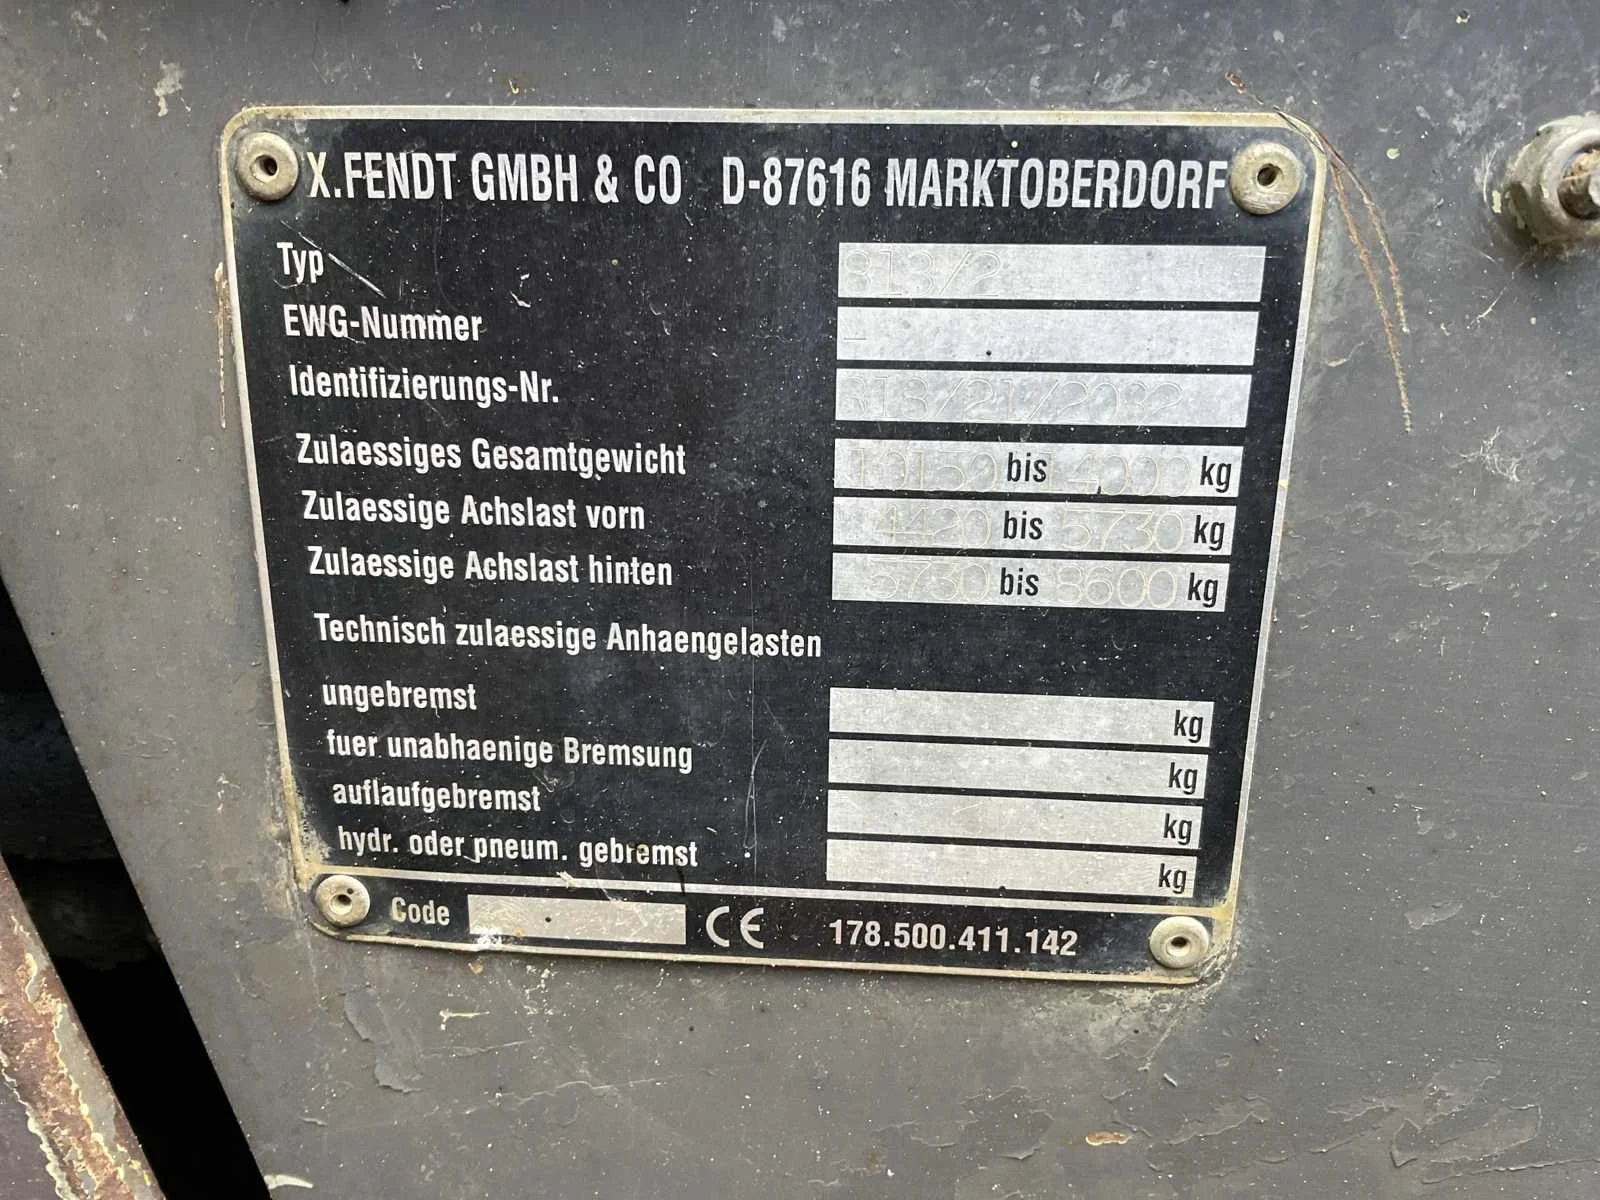 X.FENDT GMBH & CO D-87616 MARKTOBERDORF
Typ 813/2
EWG-Nummer –
Identifizierungs-Nr. 813/21/2092
Zulaessiges Gesamtgewicht 10150 bis 14000 kg
Zulaessige Achslast vorn 4420 bis 5730 kg
Zulaessige Achslast hinten 5730 bis 8600 kg
Technisch zulaessige Anhaengelasten
ungebremst kg
fuer unabhaenige Bremsung kg
auflaufgebremst kg
hydr. oder pneum. gebremst kg
Code CE 178.500.411.142